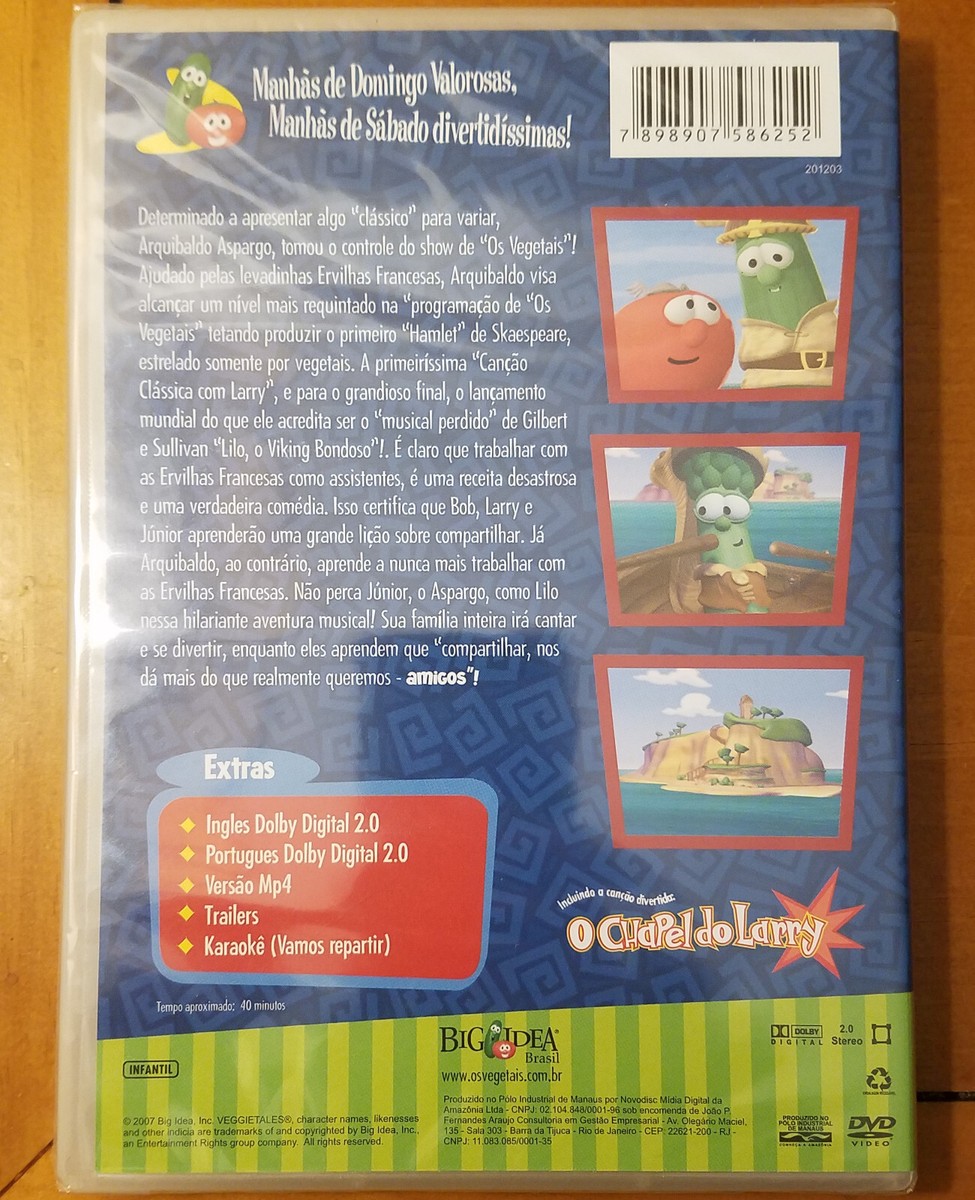 Manhãs de Domingo Valorosas,
Manhãs de Sábado divertidíssimas!
7 898907 586252
201203
Determinado a apresentar algo "clássico" para variar,
Arquibaldo Aspargo, tomou o controle do show de "Os Vegetais"!
Ajudado pelas levadinhas Ervilhas Francesas, Arquibaldo visa
alcançar um nível mais requintado na "programação de "Os
Vegetais" tetando produzir o primeiro "Hamlet" de Skaespeare,
estrelado somente por vegetais. A primeiríssima "Canção
Clássica com Larry", e para o grandioso final, o lançamento
mundial do que ele acredita ser o "musical perdido" de Gilbert
e Sullivan "Lilo, o Viking Bondoso"!. É claro que trabalhar com
as Ervilhas Francesas como assistentes, é uma receita desastrosa
e uma verdadeira comédia. Isso certifica que Bob, Larry e
Júnior aprenderão uma grande lição sobre compartilhar. Já
Arquibaldo, ao contrário, aprende a nunca mais trabalhar com
as Ervilhas Francesas. Não perca Júnior, o Aspargo, como Lilo
nessa hilariante aventura musical! Sua família inteira irá cantar
e se divertir, enquanto eles aprendem que "compartilhar, nos
dá mais do que realmente queremos - amigos"!
Extras
Ingles Dolby Digital 2.0
Portugues Dolby Digital 2.0
Versão Mp4
Trailers
Karaokê (Vamos repartir)
Incluindo a canção divertida:
O Chapel do Larry
Tempo aproximado: 40 minutos
INFANTIL
BIG IDEA®
Brasil
www.osvegetais.com.br
DOLBY
DIGITAL
2.0
Stereo
© 2007 Big Idea, Inc. VEGGIETALES®, character names, likenesses
and other indicia are trademarks of and copyrighted by Big Idea, Inc.,
an Entertainment Rights group company. All rights reserved.
Produzido no Pólo Industrial de Manaus por Novodisc Mídia Digital da
Amazônia Ltda - CNPJ: 02.104.848/0001-96 sob encomenda de João P.
Fernandes Araujo Consultoria em Gestão Empresarial - Av. Olegário Maciel,
135 - Sala 303 - Barra da Tijuca - Rio de Janeiro - CEP: 22621-200 - RJ -
CNPJ: 11.083.085/0001-35
PRODUZIDO NO
PÓLO INDUSTRIAL
DE MANAUS
CONHEÇA A AMAZÔNIA
DVD
VIDEO